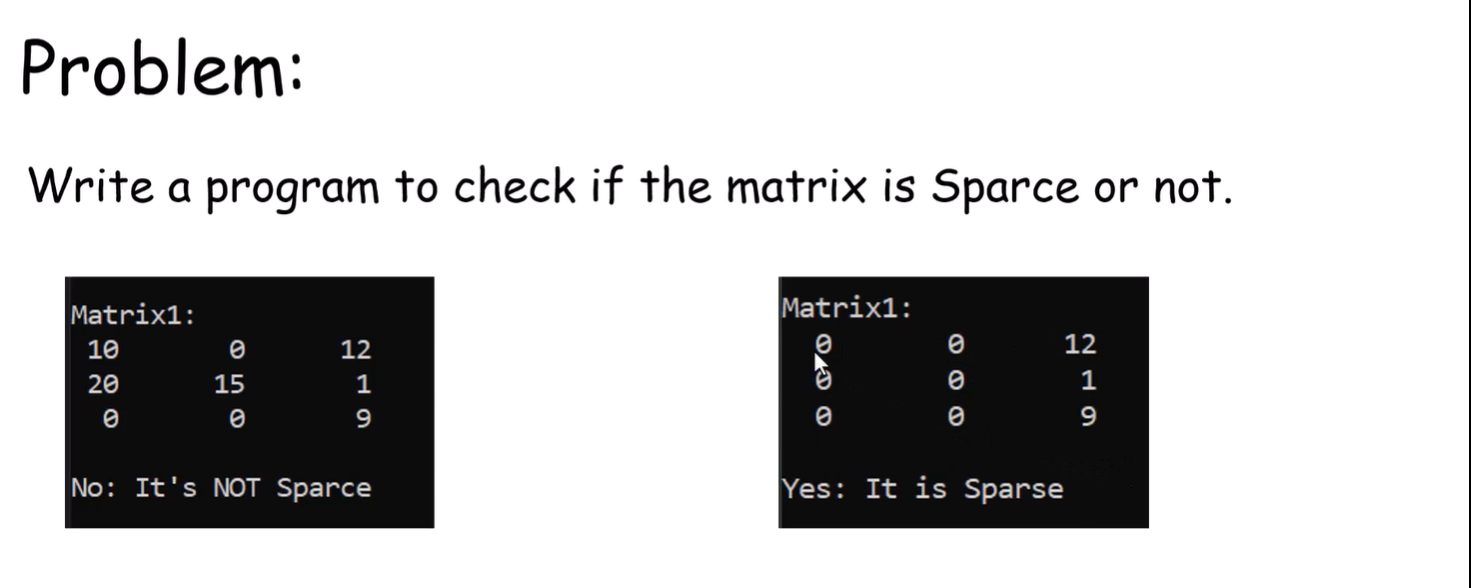 Problem:
Write a program to check if the matrix is Sparce or not.
Matrix1:
10 0 12
20 15 1
0 0 9
No: It's NOT Sparce
Matrix1:
0 0 12
0 0 1
0 0 9
Yes: It is Sparse